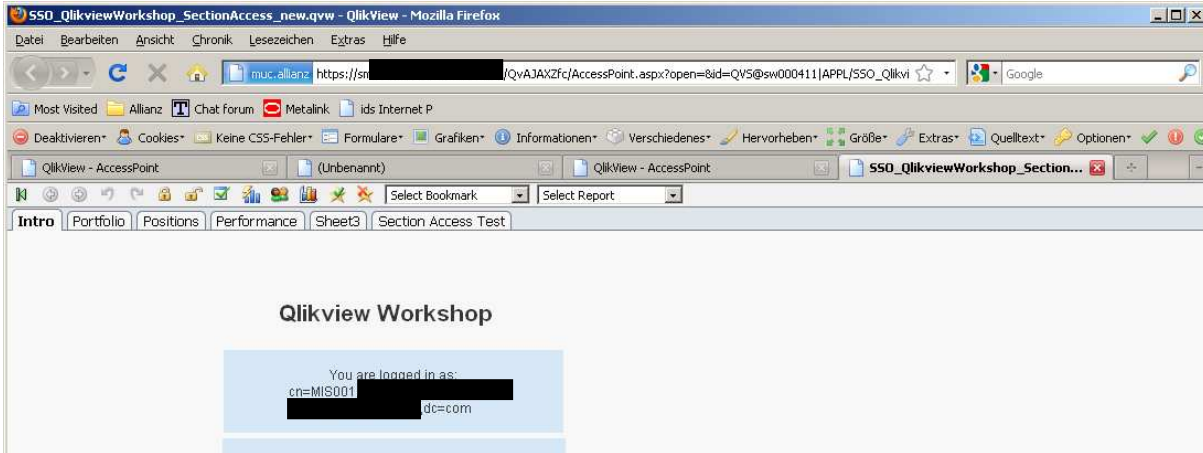 SSO_QlikviewWorkshop_SectionAccess_new.qvw - QlikView - Mozilla Firefox
Datei Bearbeiten Ansicht Chronik Lesezeichen Extras Hilfe
muc.allianz https://sm /QvAJAXZfc/AccessPoint.aspx?open=&id=QVS@sw000411|APPL/SSO_Qlikvi Google
Most Visited Allianz Chat forum Metalink ids Internet P
Deaktivieren Cookies Keine CSS-Fehler Formulare Grafiken Informationen Verschiedenes Hervorheben Größe Extras Quelltext Optionen
QlikView - AccessPoint (Unbenannt) QlikView - AccessPoint SSO_QlikviewWorkshop_Section...
Select Bookmark Select Report
Intro Portfolio Positions Performance Sheet3 Section Access Test
Qlikview Workshop
You are logged in as:
cn=MIS001
,dc=com